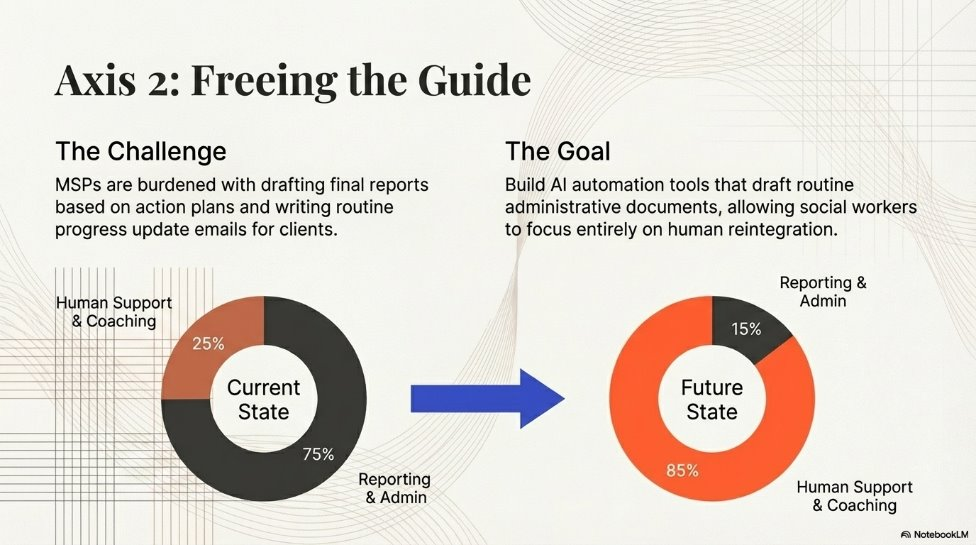 Axis 2: Freeing the Guide
The Challenge
MSPs are burdened with drafting final reports
based on action plans and writing routine
progress update emails for clients.
The Goal
Build AI automation tools that draft routine
administrative documents, allowing social workers
to focus entirely on human reintegration.
Human Support
& Coaching
25%
Current
State
75%
Reporting
& Admin
Reporting &
Admin
15%
Future
State
85%
Human Support
& Coaching
NotebookLM